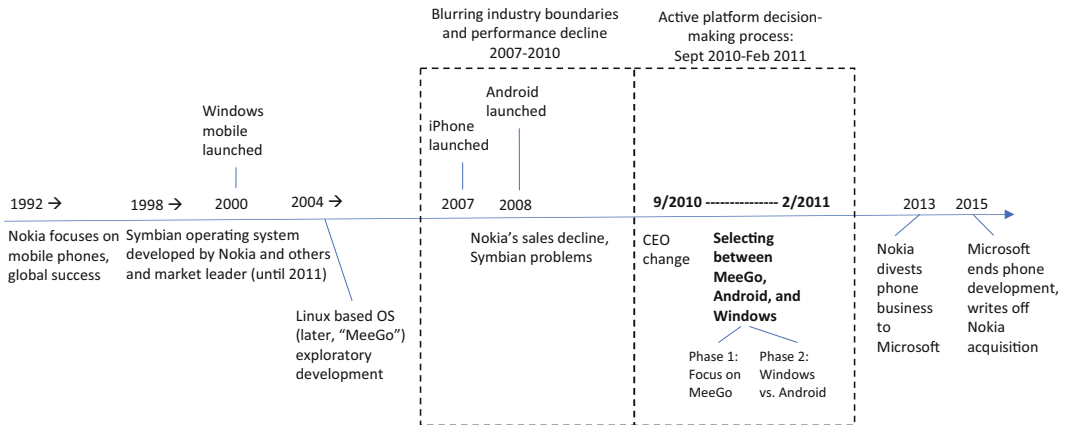 Blurring industry boundaries
and performance decline
2007-2010
Active platform decision-
making process:
Sept 2010-Feb 2011
Windows
mobile
launched
iPhone
launched
Android
launched
1992 →
1998 →
2000
2004 →
2007
2008
9/2010 --------------- 2/2011
2013
2015
Nokia focuses on
mobile phones,
global success
Symbian operating system
developed by Nokia and others
and market leader (until 2011)
Linux based OS
(later, “MeeGo”)
exploratory
development
Nokia’s sales decline,
Symbian problems
CEO
change
Selecting
between
MeeGo,
Android, and
Windows
Phase 1:
Focus on
MeeGo
Phase 2:
Windows
vs. Android
Nokia
divests
phone
business
to
Microsoft
Microsoft
ends phone
development,
writes off
Nokia
acquisition